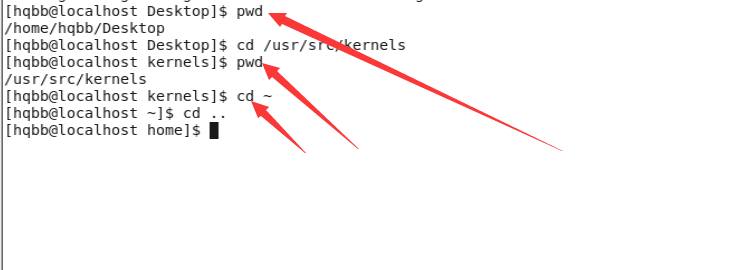 [hqbb@localhost Desktop]$ pwd
/home/hqbb/Desktop
[hqbb@localhost Desktop]$ cd /usr/src/kernels
[hqbb@localhost kernels]$ pwd
/usr/src/kernels
[hqbb@localhost kernels]$ cd ~
[hqbb@localhost ~]$ cd ..
[hqbb@localhost home]$